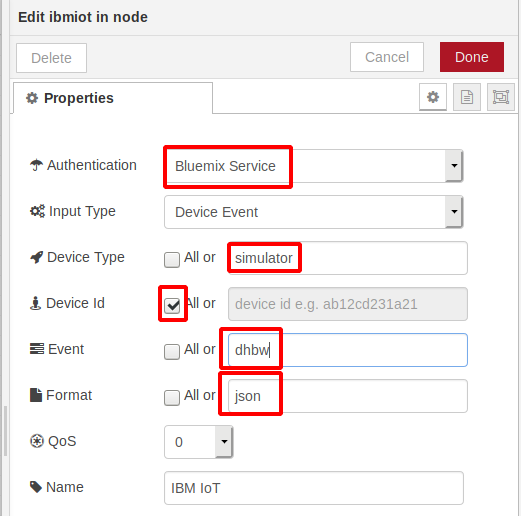 Edit ibmiot in node
Delete Cancel Done
Properties
Authentication Bluemix Service
Input Type Device Event
Device Type All or simulator
Device Id All or device id e.g. ab12cd231a21
Event All or dhbw
Format All or json
QoS 0
Name IBM IoT